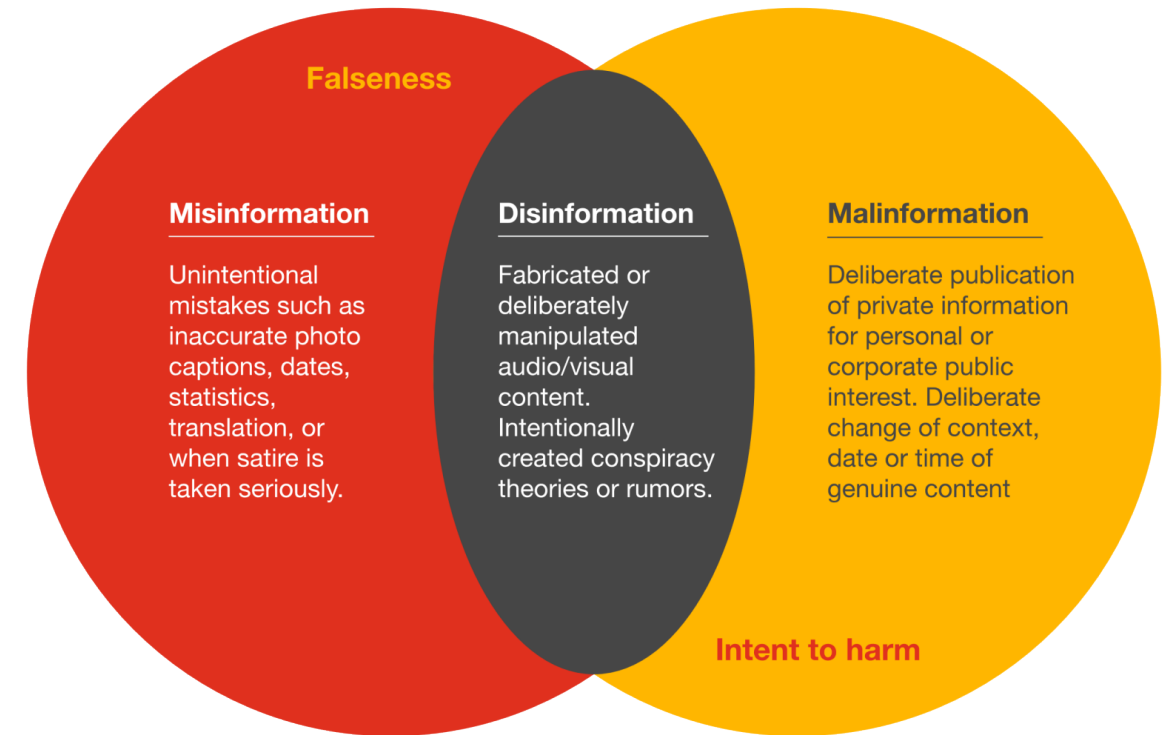 Falseness
Misinformation
Unintentional
mistakes such as
inaccurate photo
captions, dates,
statistics,
translation, or
when satire is
taken seriously.
Disinformation
Fabricated or
deliberately
manipulated
audio/visual
content.
Intentionally
created conspiracy
theories or rumors.
Malinformation
Deliberate publication
of private information
for personal or
corporate public
interest. Deliberate
change of context,
date or time of
genuine content
Intent to harm